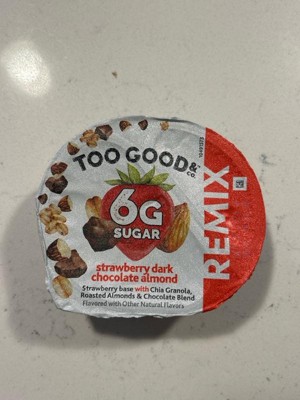 TOO GOOD &
CO.
6G
SUGAR
strawberry dark
chocolate almond
Strawberry base with Chia Granola,
Roasted Almonds & Chocolate Blend
Flavored with Other Natural Flavors
REMIX